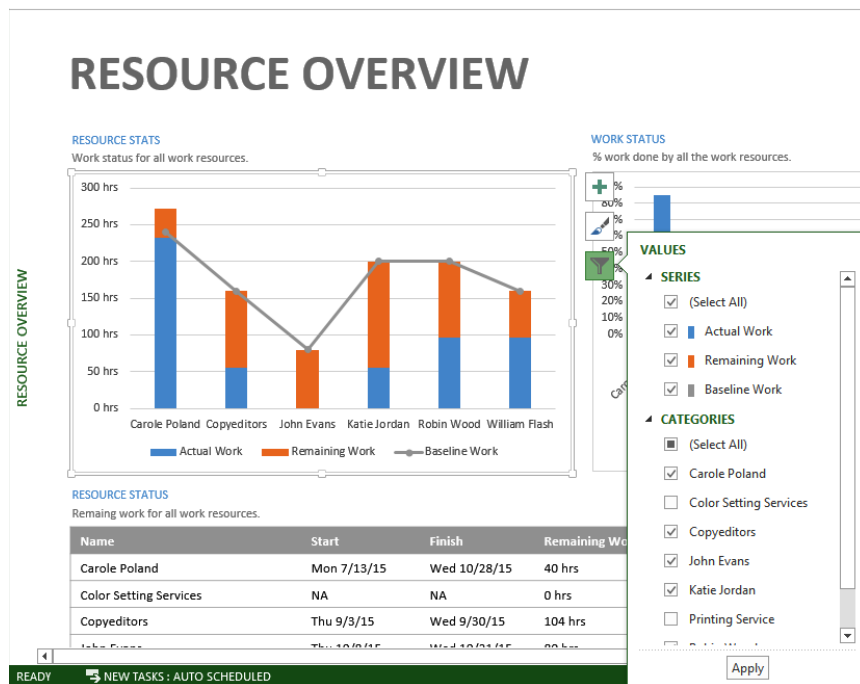 RESOURCE OVERVIEW
RESOURCE STATS
Work status for all work resources.
300 hrs
250 hrs
200 hrs
150 hrs
100 hrs
50 hrs
0 hrs
Carole Poland
Copyeditors
John Evans
Katie Jordan
Robin Wood
William Flash
Actual Work
Remaining Work
Baseline Work
WORK STATUS
% work done by all the work resources.
80%
50%
30%
20%
10%
0%
VALUES
SERIES
(Select All)
Actual Work
Remaining Work
Baseline Work
CATEGORIES
(Select All)
Carole Poland
Color Setting Services
Copyeditors
John Evans
Katie Jordan
Printing Service
Apply
RESOURCE OVERVIEW
RESOURCE STATUS
Remaing work for all work resources.
Name Start Finish Remaining Wo
Carole Poland Mon 7/13/15 Wed 10/28/15 40 hrs
Color Setting Services NA NA 0 hrs
Copyeditors Thu 9/3/15 Wed 9/30/15 104 hrs
READY NEW TASKS : AUTO SCHEDULED